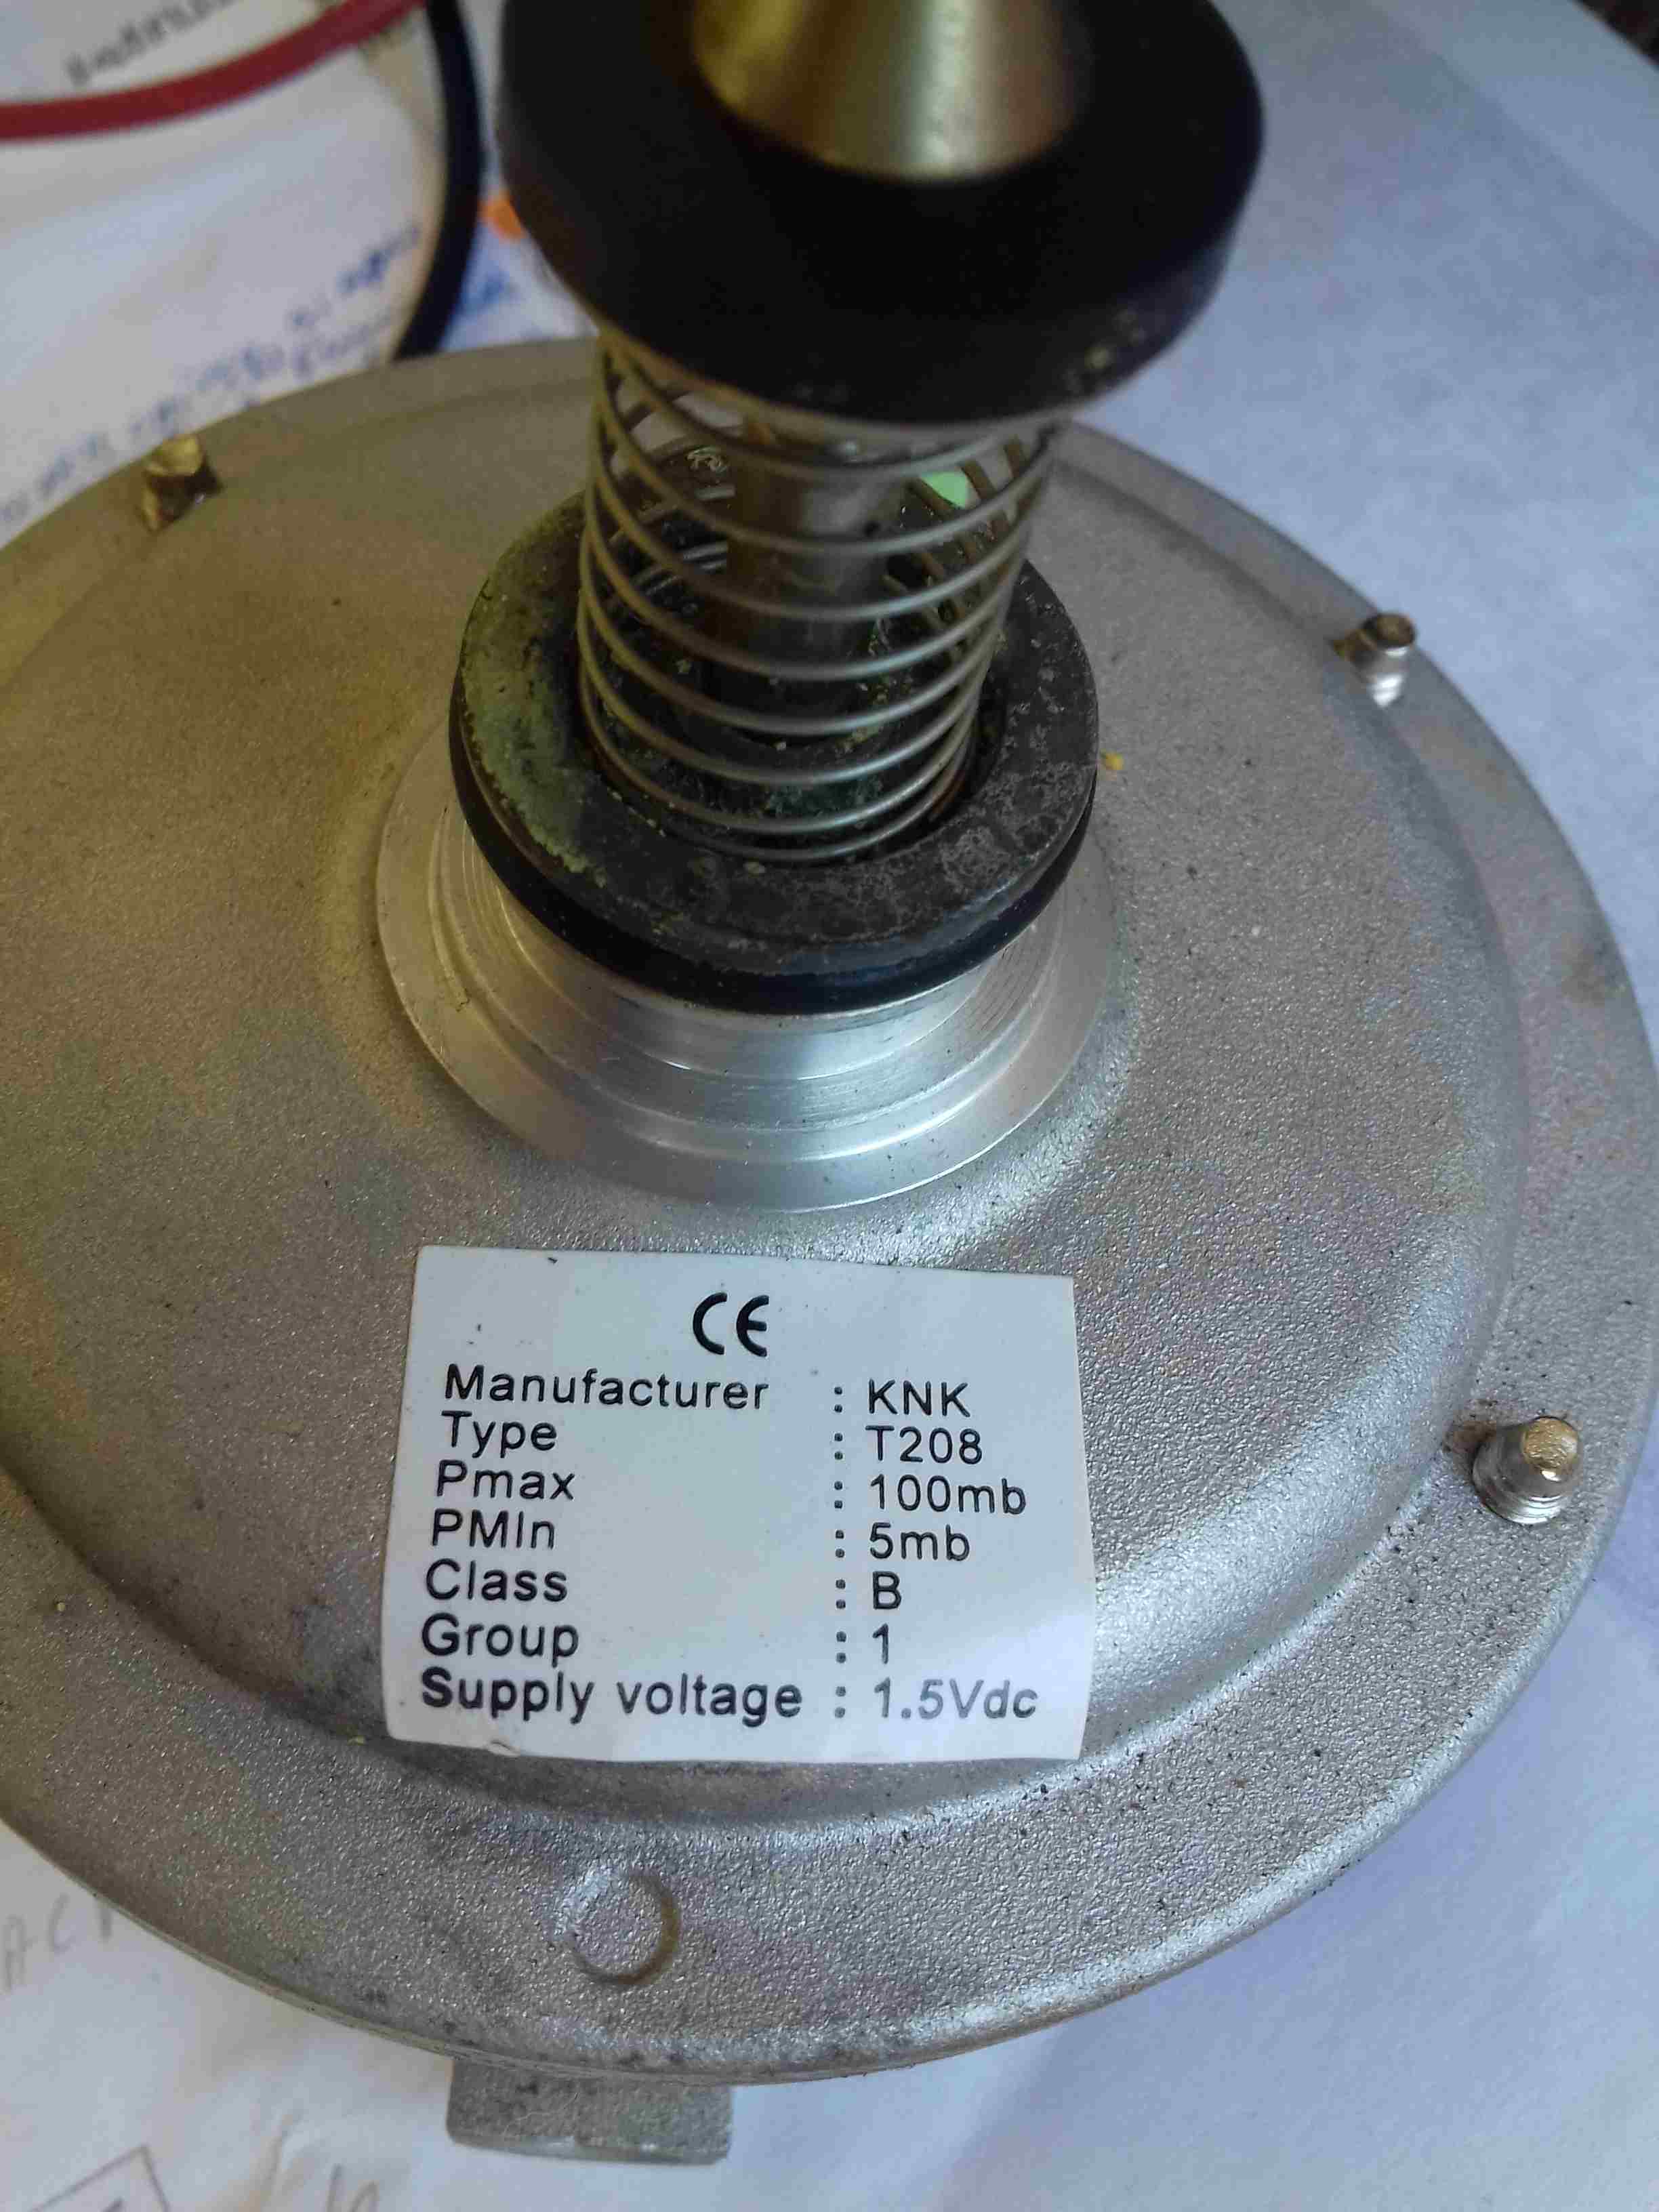 CE
Manufacturer : KNK
Type : T208
Pmax : 100mb
PMIn : 5mb
Class : B
Group : 1
Supply voltage : 1.5Vdc